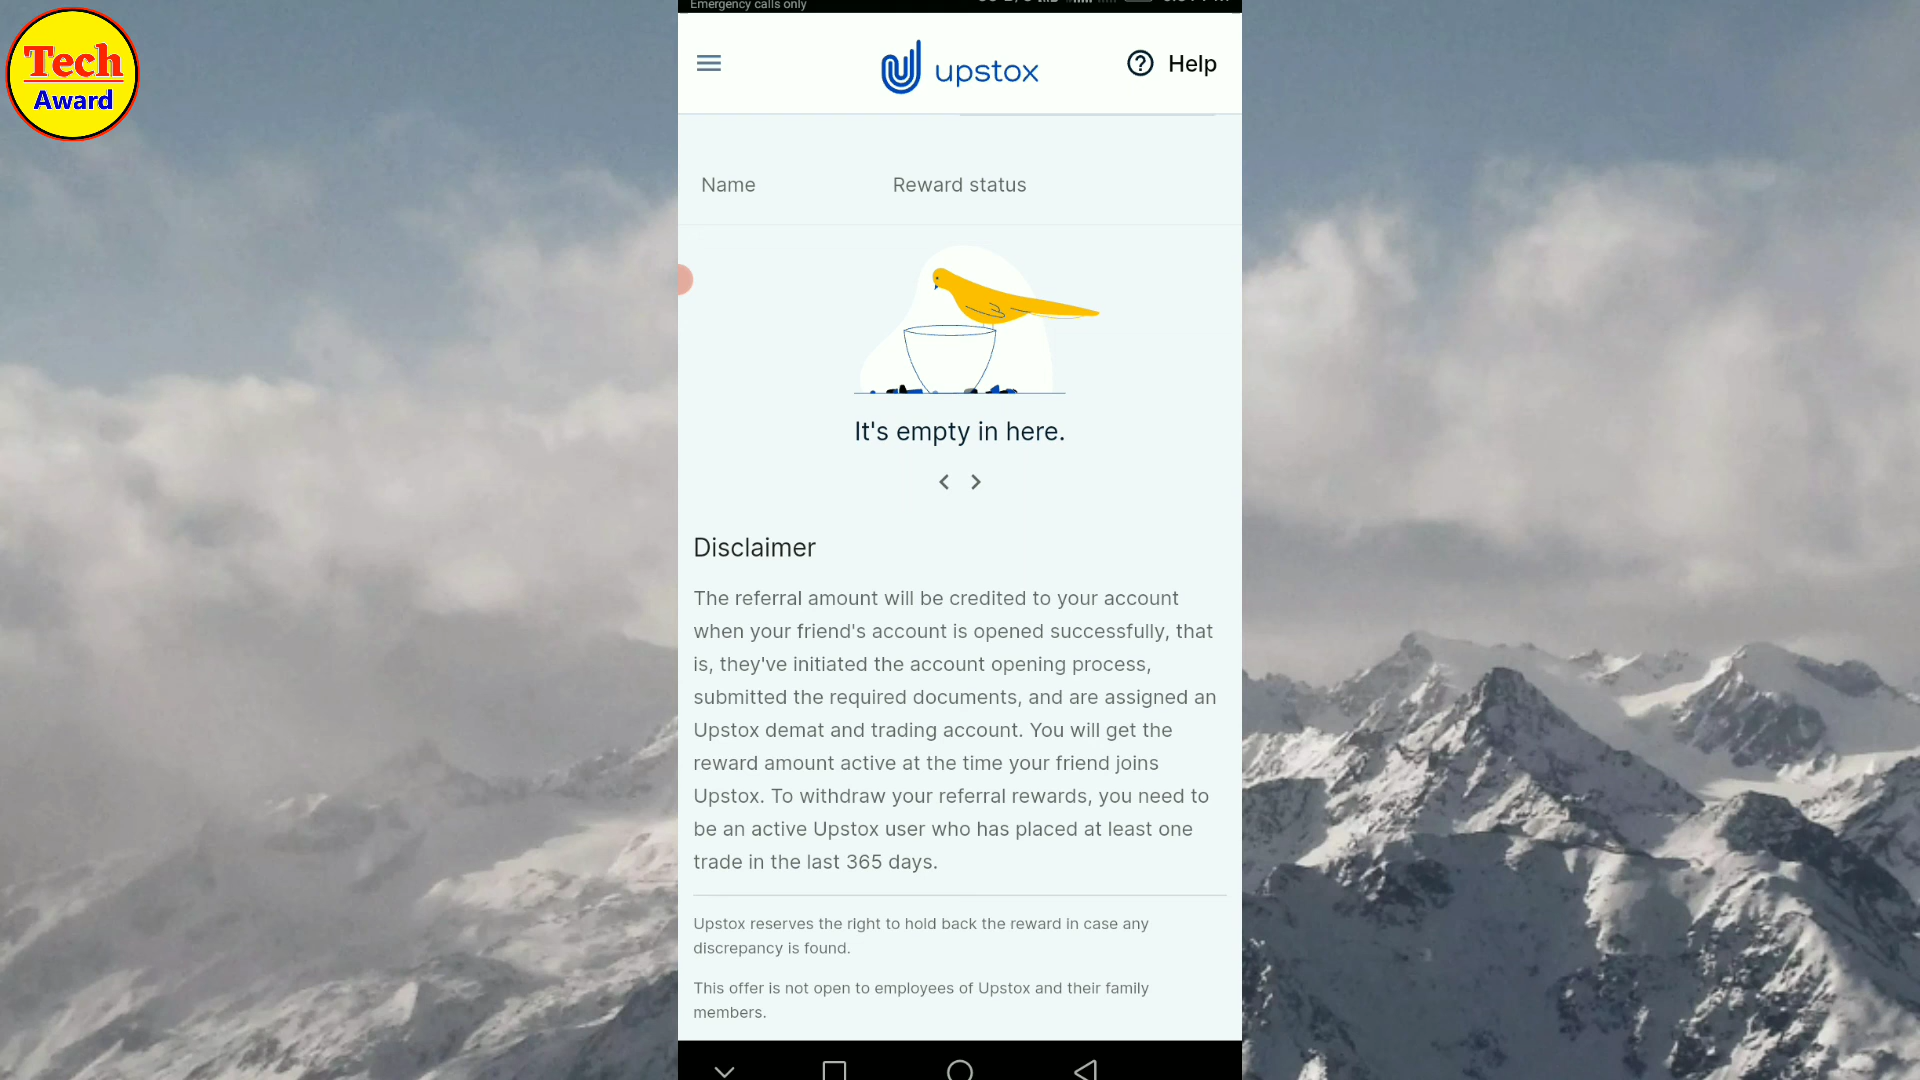 Emergency calls only
Tech
Award
upstox
Help
Name
Reward status
It's empty in here.
Disclaimer
The referral amount will be credited to your account
when your friend's account is opened successfully, that
is, they've initiated the account opening process,
submitted the required documents, and are assigned an
Upstox demat and trading account. You will get the
reward amount active at the time your friend joins
Upstox. To withdraw your referral rewards, you need to
be an active Upstox user who has placed at least one
trade in the last 365 days.
Upstox reserves the right to hold back the reward in case any
discrepancy is found.
This offer is not open to employees of Upstox and their family
members.